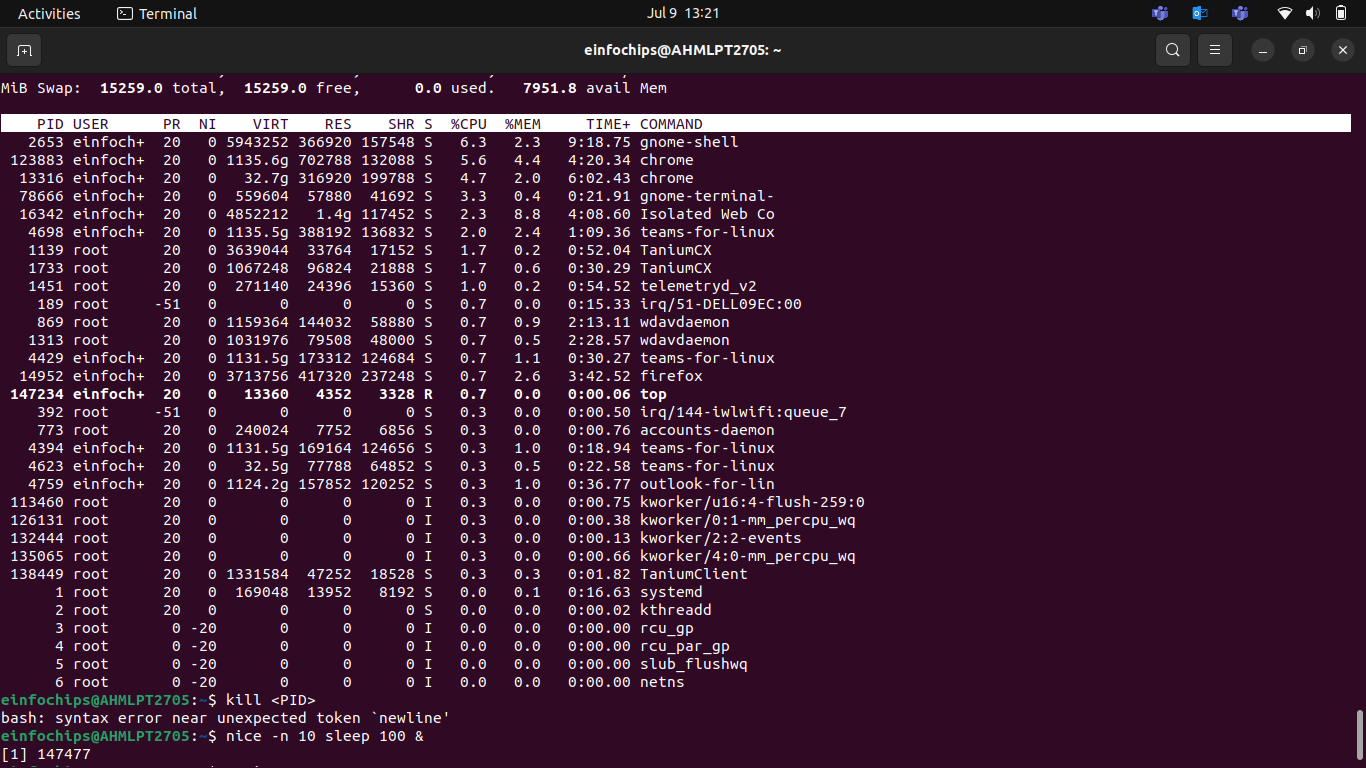 Activities Terminal Jul 9 13:21
einfochips@AHMLPT2705: ~
MiB Swap: 15259.0 total, 15259.0 free, 0.0 used. 7951.8 avail Mem
PID USER PR NI VIRT RES SHR S %CPU %MEM TIME+ COMMAND
2653 einfoch+ 20 0 5943252 366920 157548 S 6.3 2.3 9:18.75 gnome-shell
123883 einfoch+ 20 0 1135.6g 702788 132088 S 5.6 4.4 4:20.34 chrome
13316 einfoch+ 20 0 32.7g 316920 199788 S 4.7 2.0 6:02.43 chrome
78666 einfoch+ 20 0 559604 57880 41692 S 3.3 0.4 0:21.91 gnome-terminal-
16342 einfoch+ 20 0 4852212 1.4g 117452 S 2.3 8.8 4:08.60 Isolated Web Co
4698 einfoch+ 20 0 1135.5g 388192 136832 S 2.0 2.4 1:09.36 teams-for-linux
1139 root 20 0 3639044 33764 17152 S 1.7 0.2 0:52.04 TaniumCX
1733 root 20 0 1067248 96824 21888 S 1.7 0.6 0:30.29 TaniumCX
1451 root 20 0 271140 24396 15360 S 1.0 0.2 0:54.52 telemetryd_v2
189 root -51 0 0 0 0 S 0.7 0.0 0:15.33 irq/51-DELL09EC:00
869 root 20 0 1159364 144032 58880 S 0.7 0.9 2:13.11 wdavdaemon
1313 root 20 0 1031976 79508 48000 S 0.7 0.5 2:28.57 wdavdaemon
4429 einfoch+ 20 0 1131.5g 173312 124684 S 0.7 1.1 0:30.27 teams-for-linux
14952 einfoch+ 20 0 3713756 417320 237248 S 0.7 2.6 3:42.52 firefox
147234 einfoch+ 20 0 13360 4352 3328 R 0.7 0.0 0:00.06 top
392 root -51 0 0 0 0 S 0.3 0.0 0:00.50 irq/144-iwlwifi:queue_7
773 root 20 0 240024 7752 6856 S 0.3 0.0 0:00.76 accounts-daemon
4394 einfoch+ 20 0 1131.5g 169164 124656 S 0.3 1.0 0:18.94 teams-for-linux
4623 einfoch+ 20 0 32.5g 77788 64852 S 0.3 0.5 0:22.58 teams-for-linux
4759 einfoch+ 20 0 1124.2g 157852 120252 S 0.3 1.0 0:36.77 outlook-for-lin
113460 root 20 0 0 0 0 I 0.3 0.0 0:00.75 kworker/u16:4-flush-259:0
126131 root 20 0 0 0 0 I 0.3 0.0 0:00.38 kworker/0:1-mm_percpu_wq
132444 root 20 0 0 0 0 I 0.3 0.0 0:00.13 kworker/2:2-events
135065 root 20 0 0 0 0 I 0.3 0.0 0:00.66 kworker/4:0-mm_percpu_wq
138449 root 20 0 1331584 47252 18528 S 0.3 0.3 0:01.82 TaniumClient
1 root 20 0 169048 13952 8192 S 0.0 0.1 0:16.63 systemd
2 root 20 0 0 0 0 S 0.0 0.0 0:00.02 kthreadd
3 root 0 -20 0 0 0 I 0.0 0.0 0:00.00 rcu_gp
4 root 0 -20 0 0 0 I 0.0 0.0 0:00.00 rcu_par_gp
5 root 0 -20 0 0 0 I 0.0 0.0 0:00.00 slub_flushwq
6 root 0 -20 0 0 0 I 0.0 0.0 0:00.00 netns
einfochips@AHMLPT2705:~$ kill <PID>
bash: syntax error near unexpected token `newline'
einfochips@AHMLPT2705:~$ nice -n 10 sleep 100 &
[1] 147477